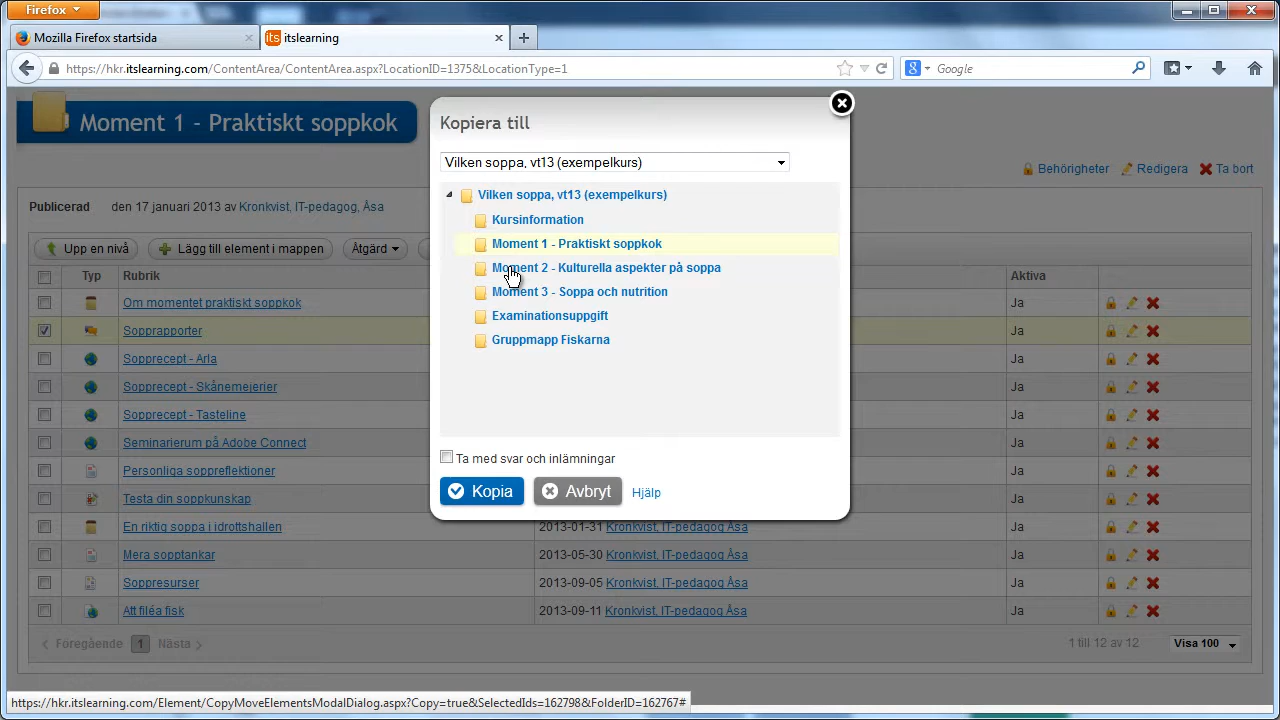 Firefox
Mozilla Firefox startsida
its itslearning
https://hkr.itslearning.com/ContentArea/ContentArea.aspx?LocationID=1375&LocationType=1
Google
Moment 1 - Praktiskt soppkok
Behörigheter Redigera Ta bort
Publicerad den 17 januari 2013 av Kronkvist, IT-pedagog, Åsa
Upp en nivå Lägg till element i mappen Åtgärd
Typ Rubrik Aktiva
Om momentet praktiskt soppkok Ja
Sopprapporter Ja
Sopprecept - Arla Ja
Sopprecept - Skånemejerier Ja
Sopprecept - Tasteline Ja
Seminarierum på Adobe Connect Ja
Personliga soppreflektioner Ja
Testa din soppkunskap Ja
En riktig soppa i idrottshallen 2013-01-31 Kronkvist, IT-pedagog Åsa Ja
Mera sopptankar 2013-05-30 Kronkvist, IT-pedagog Åsa Ja
Soppresurser 2013-09-05 Kronkvist, IT-pedagog Åsa Ja
Att filéa fisk 2013-09-11 Kronkvist, IT-pedagog Åsa Ja
Föregående 1 Nästa 1 till 12 av 12 Visa 100
Kopiera till
Vilken soppa, vt13 (exempelkurs)
Vilken soppa, vt13 (exempelkurs)
Kursinformation
Moment 1 - Praktiskt soppkok
Moment 2 - Kulturella aspekter på soppa
Moment 3 - Soppa och nutrition
Examinationsuppgift
Gruppmapp Fiskarna
Ta med svar och inlämningar
Kopia Avbryt Hjälp
https://hkr.itslearning.com/Element/CopyMoveElementsModalDialog.aspx?Copy=true&SelectedIds=162798&FolderID=162767#